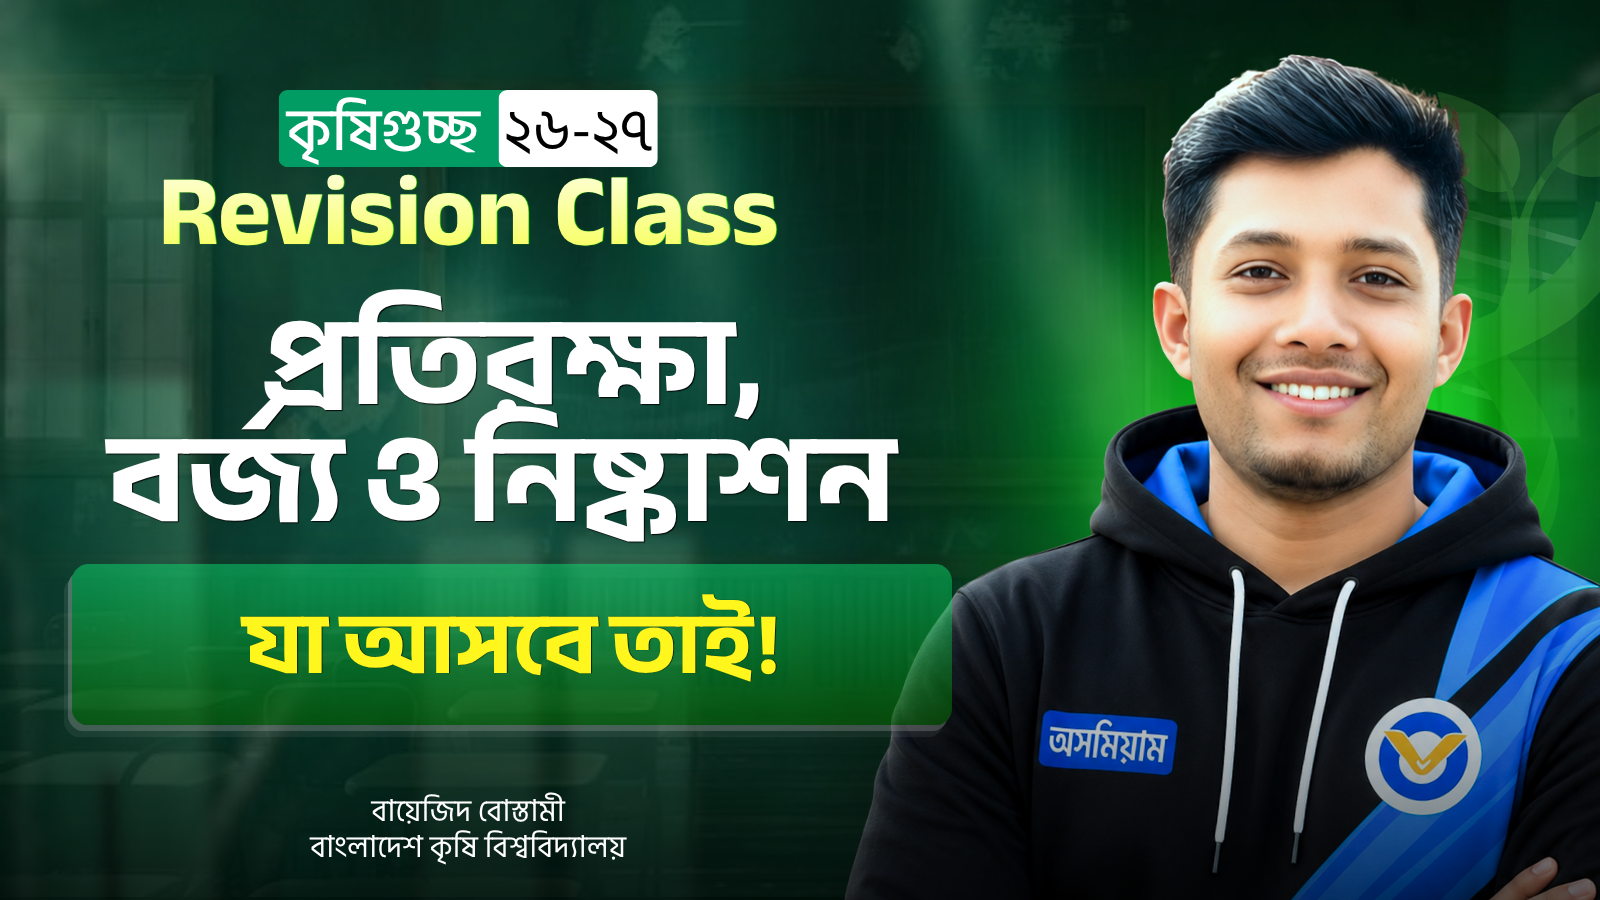 কৃষিগুচ্ছ ২৬-২৭
Revision Class
প্রতিরক্ষা,
বর্জ্য ও নিষ্কাশন
যা আসবে তাই!
অসমিয়াম
বায়েজিদ বোস্তামী
বাংলাদেশ কৃষি বিশ্ববিদ্যালয়